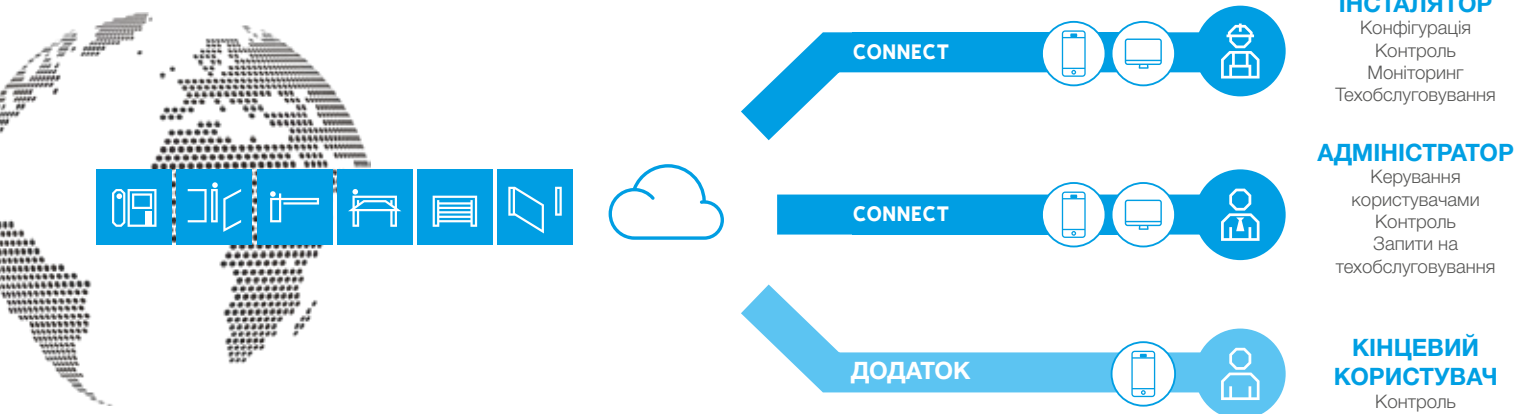 ІНСТАЛЯТОР
Конфігурація
Контроль
Моніторинг
Техобслуговування
CONNECT
АДМІНІСТРАТОР
Керування
користувачами
Контроль
Запити на
техобслуговування
CONNECT
КІНЦЕВИЙ
КОРИСТУВАЧ
Контроль
ДОДАТОК